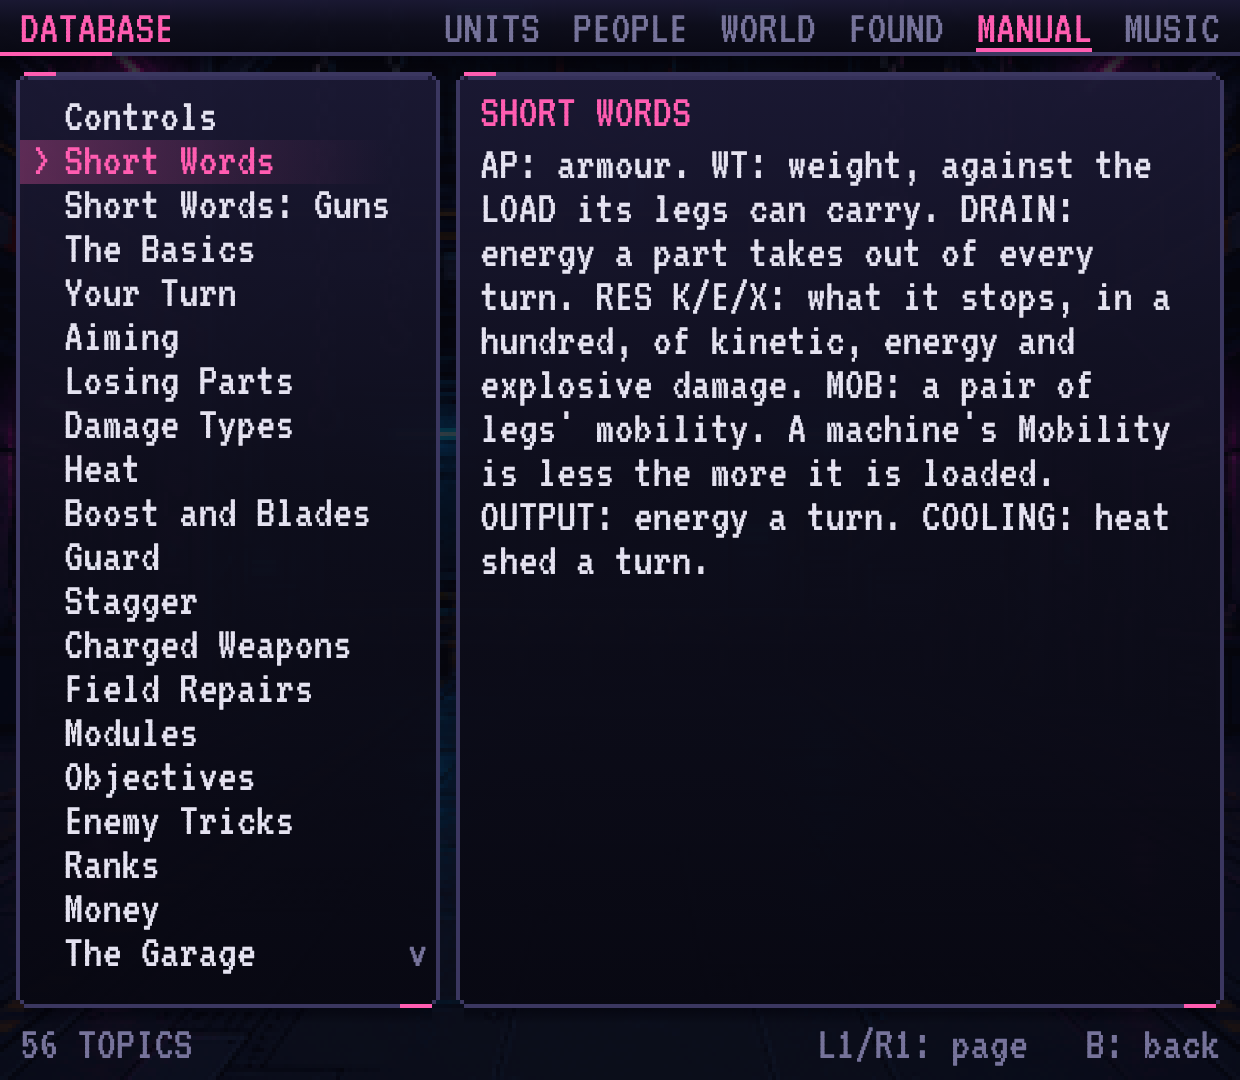 DATABASE UNITS PEOPLE WORLD FOUND MANUAL MUSIC
Controls
> Short Words
Short Words: Guns
The Basics
Your Turn
Aiming
Losing Parts
Damage Types
Heat
Boost and Blades
Guard
Stagger
Charged Weapons
Field Repairs
Modules
Objectives
Enemy Tricks
Ranks
Money
The Garage v
SHORT WORDS
AP: armour. WT: weight, against the
LOAD its legs can carry. DRAIN:
energy a part takes out of every
turn. RES K/E/X: what it stops, in a
hundred, of kinetic, energy and
explosive damage. MOB: a pair of
legs' mobility. A machine's Mobility
is less the more it is loaded.
OUTPUT: energy a turn. COOLING: heat
shed a turn.
56 TOPICS L1/R1: page B: back